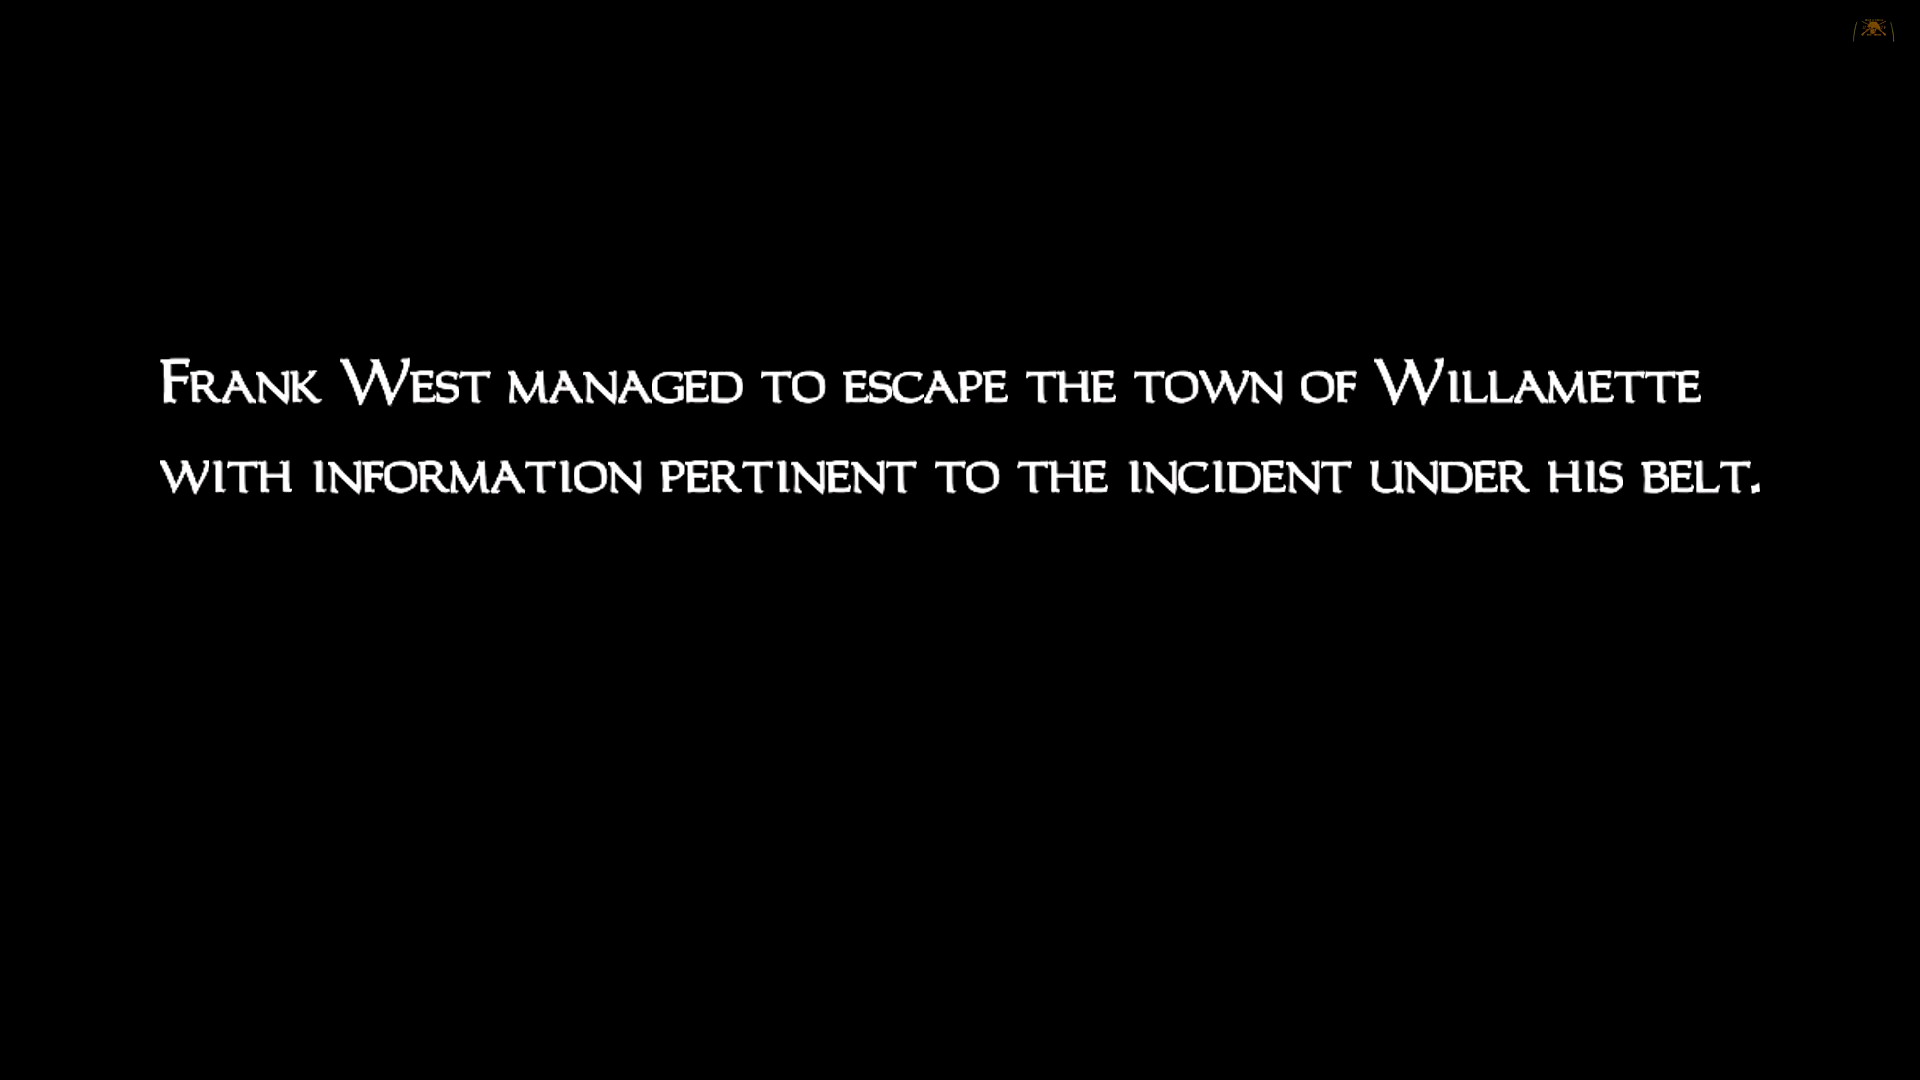 Frank West managed to escape the town of Willamette
with information pertinent to the incident under his belt.